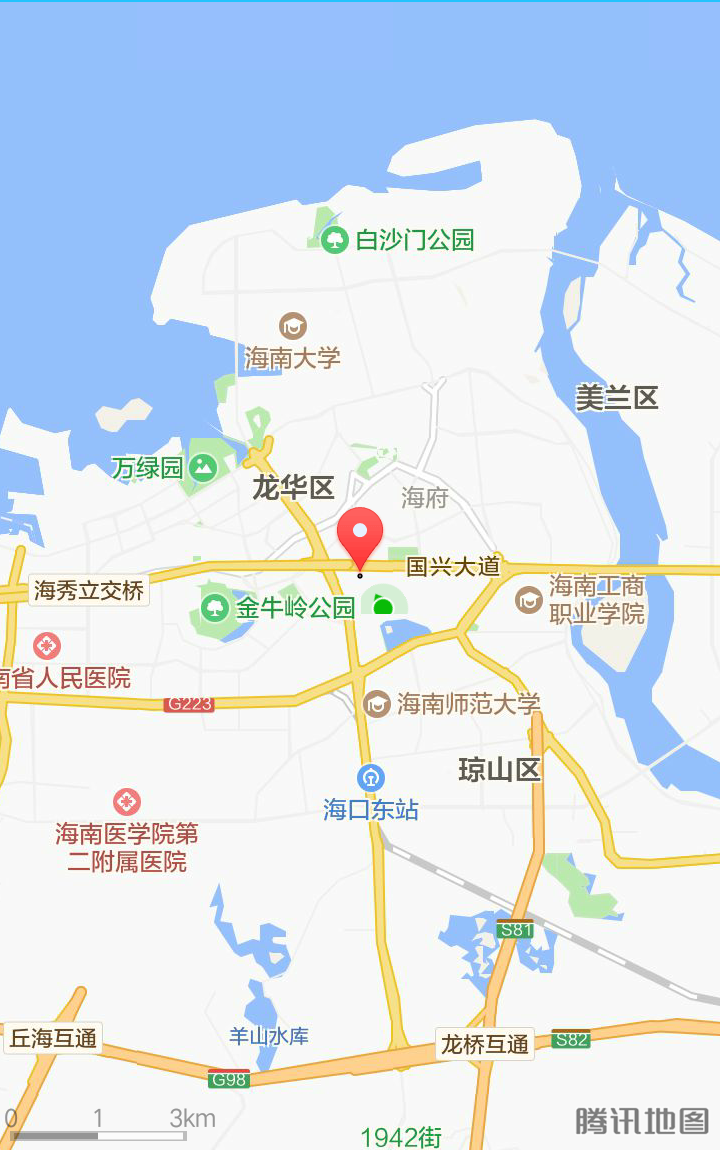 白沙门公园
海南大学
美兰区
万绿园
龙华区
海府
国兴大道
海秀立交桥
海南工商
职业学院
金牛岭公园
南省人民医院
G223
海南师范大学
琼山区
海口东站
海南医学院第
二附属医院
S81
羊山水库
丘海互通
龙桥互通
S82
G98
0 1 3km
腾讯地图
1942街